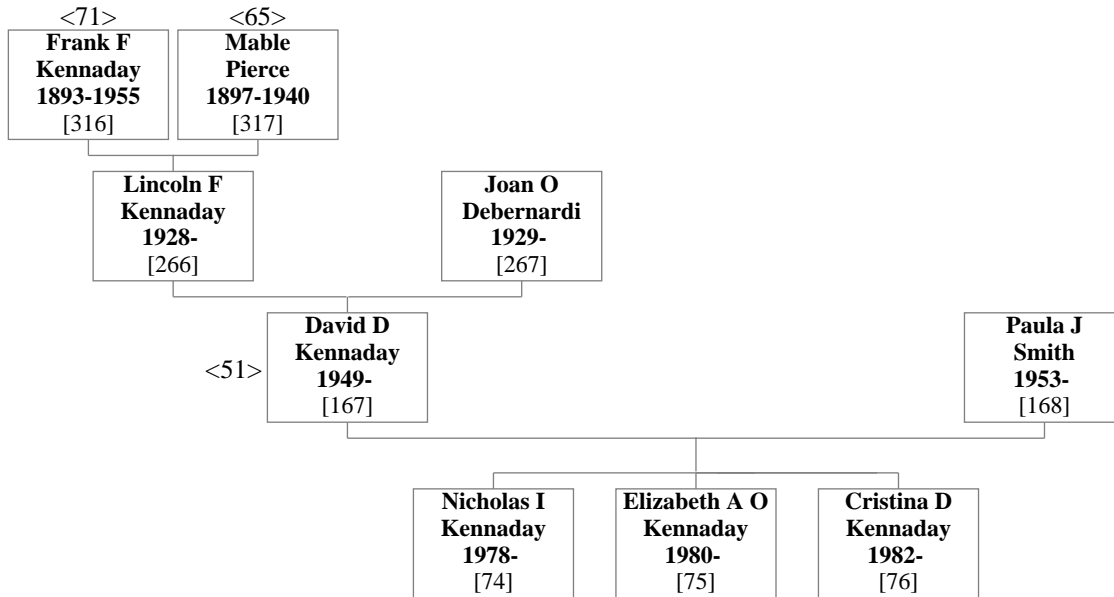 <71>
<65>
Frank F
Kennaday
1893-1955
[316]
Mable
Pierce
1897-1940
[317]
Lincoln F
Kennaday
1928-
[266]
Joan O
Debernardi
1929-
[267]
<51>
David D
Kennaday
1949-
[167]
Paula J
Smith
1953-
[168]
Nicholas I
Kennaday
1978-
[74]
Elizabeth A O
Kennaday
1980-
[75]
Cristina D
Kennaday
1982-
[76]